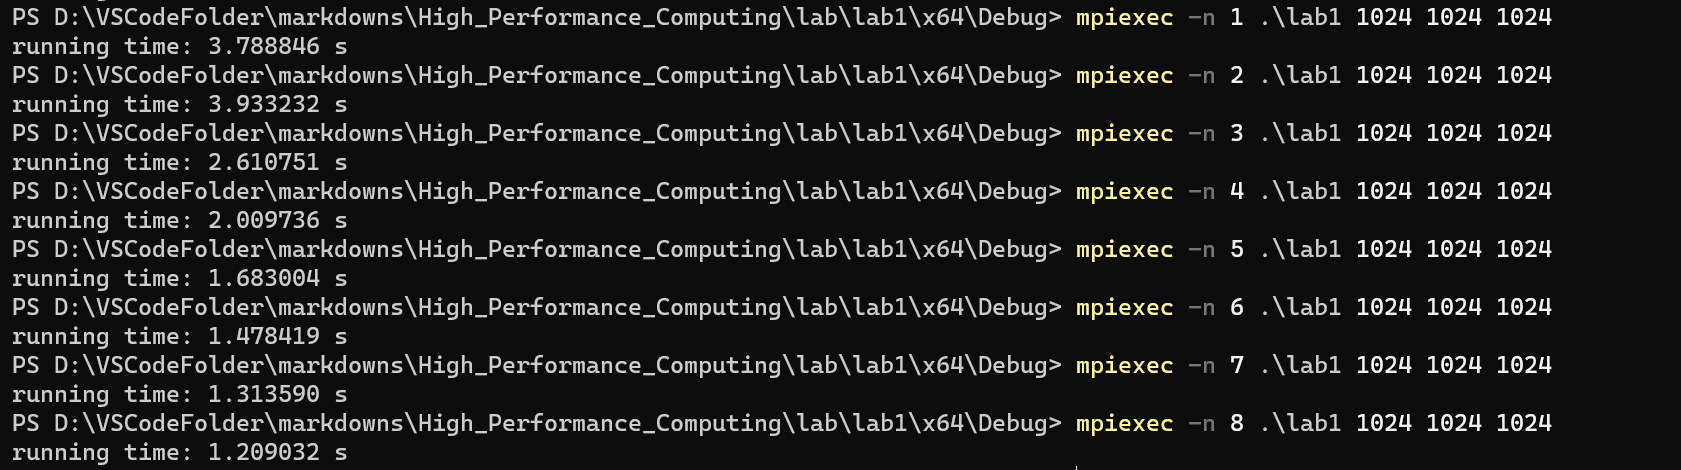 PS D:\VSCodeFolder\markdowns\High_Performance_Computing\lab\lab1\x64\Debug> mpiexec -n 1 .\lab1 1024 1024 1024
running time: 3.788846 s
PS D:\VSCodeFolder\markdowns\High_Performance_Computing\lab\lab1\x64\Debug> mpiexec -n 2 .\lab1 1024 1024 1024
running time: 3.933232 s
PS D:\VSCodeFolder\markdowns\High_Performance_Computing\lab\lab1\x64\Debug> mpiexec -n 3 .\lab1 1024 1024 1024
running time: 2.610751 s
PS D:\VSCodeFolder\markdowns\High_Performance_Computing\lab\lab1\x64\Debug> mpiexec -n 4 .\lab1 1024 1024 1024
running time: 2.009736 s
PS D:\VSCodeFolder\markdowns\High_Performance_Computing\lab\lab1\x64\Debug> mpiexec -n 5 .\lab1 1024 1024 1024
running time: 1.683004 s
PS D:\VSCodeFolder\markdowns\High_Performance_Computing\lab\lab1\x64\Debug> mpiexec -n 6 .\lab1 1024 1024 1024
running time: 1.478419 s
PS D:\VSCodeFolder\markdowns\High_Performance_Computing\lab\lab1\x64\Debug> mpiexec -n 7 .\lab1 1024 1024 1024
running time: 1.313590 s
PS D:\VSCodeFolder\markdowns\High_Performance_Computing\lab\lab1\x64\Debug> mpiexec -n 8 .\lab1 1024 1024 1024
running time: 1.209032 s